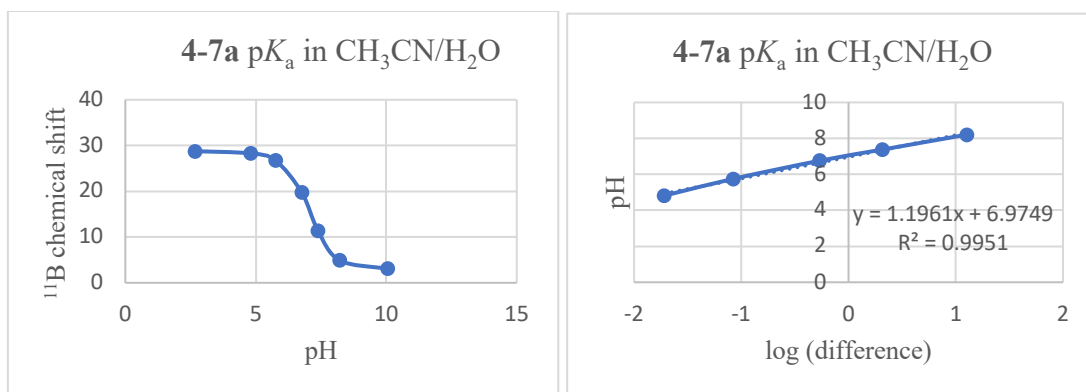 4-7a pKa in CH3CN/H2O
11B chemical shift
40
30
20
10
0
0 5 10 15
pH
4-7a pKa in CH3CN/H2O
pH
10
8
6
4
2
0
y = 1.1961x + 6.9749
R² = 0.9951
-2 -1 0 1 2
log (difference)